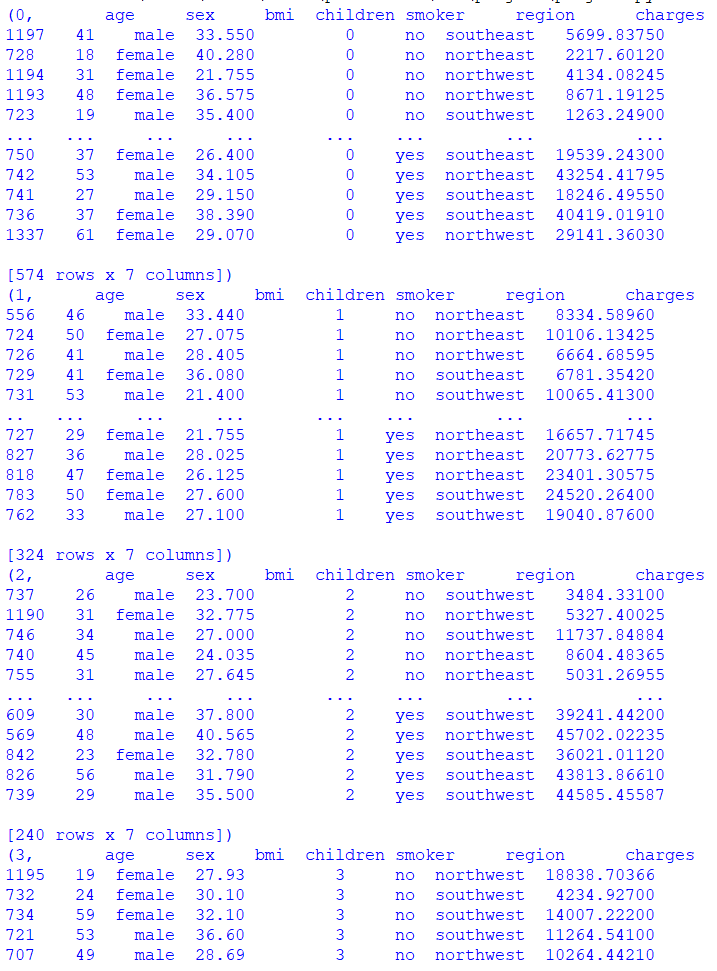 (0,       age     sex     bmi  children smoker     region      charges
1197   41    male  33.550         0     no  southeast   5699.83750
728    18  female  40.280         0     no  northeast   2217.60120
1194   31  female  21.755         0     no  northwest   4134.08245
1193   48  female  36.575         0     no  northwest   8671.19125
723    19    male  35.400         0     no  southwest   1263.24900
...   ...     ...     ...       ...    ...        ...          ...
750    37  female  26.400         0    yes  southeast  19539.24300
742    53    male  34.105         0    yes  northeast  43254.41795
741    27    male  29.150         0    yes  southeast  18246.49550
736    37  female  38.390         0    yes  southeast  40419.01910
1337   61  female  29.070         0    yes  northwest  29141.36030
[574 rows x 7 columns])
(1,      age     sex     bmi  children smoker     region      charges
556   46    male  33.440         1     no  northeast   8334.58960
724   50  female  27.075         1     no  northeast  10106.13425
726   41    male  28.405         1     no  northwest   6664.68595
729   41  female  36.080         1     no  southeast   6781.35420
731   53    male  21.400         1     no  southwest  10065.41300
..   ...     ...     ...       ...    ...        ...          ...
727   29  female  21.755         1    yes  northeast  16657.71745
827   36    male  28.025         1    yes  northeast  20773.62775
818   47  female  26.125         1    yes  northeast  23401.30575
783   50  female  27.600         1    yes  southwest  24520.26400
762   33    male  27.100         1    yes  southwest  19040.87600
[324 rows x 7 columns])
(2,       age     sex     bmi  children smoker     region      charges
737    26    male  23.700         2     no  southwest   3484.33100
1190   31  female  32.775         2     no  northwest   5327.40025
746    34    male  27.000         2     no  southwest  11737.84884
740    45    male  24.035         2     no  northeast   8604.48365
755    31    male  27.645         2     no  northeast   5031.26955
...   ...     ...     ...       ...    ...        ...          ...
609    30    male  37.800         2    yes  southwest  39241.44200
569    48    male  40.565         2    yes  northwest  45702.02235
842    23  female  32.780         2    yes  southeast  36021.01120
826    56    male  31.790         2    yes  southeast  43813.86610
739    29    male  35.500         2    yes  southwest  44585.45587
[240 rows x 7 columns])
(3,       age     sex    bmi  children smoker     region      charges
1195   19  female  27.93         3     no  northwest  18838.70366
732    24  female  30.10         3     no  southwest   4234.92700
734    59  female  32.10         3     no  southwest  14007.22200
721    53    male  36.60         3     no  southwest  11264.54100
707    49    male  28.69         3     no  northwest  10264.44210